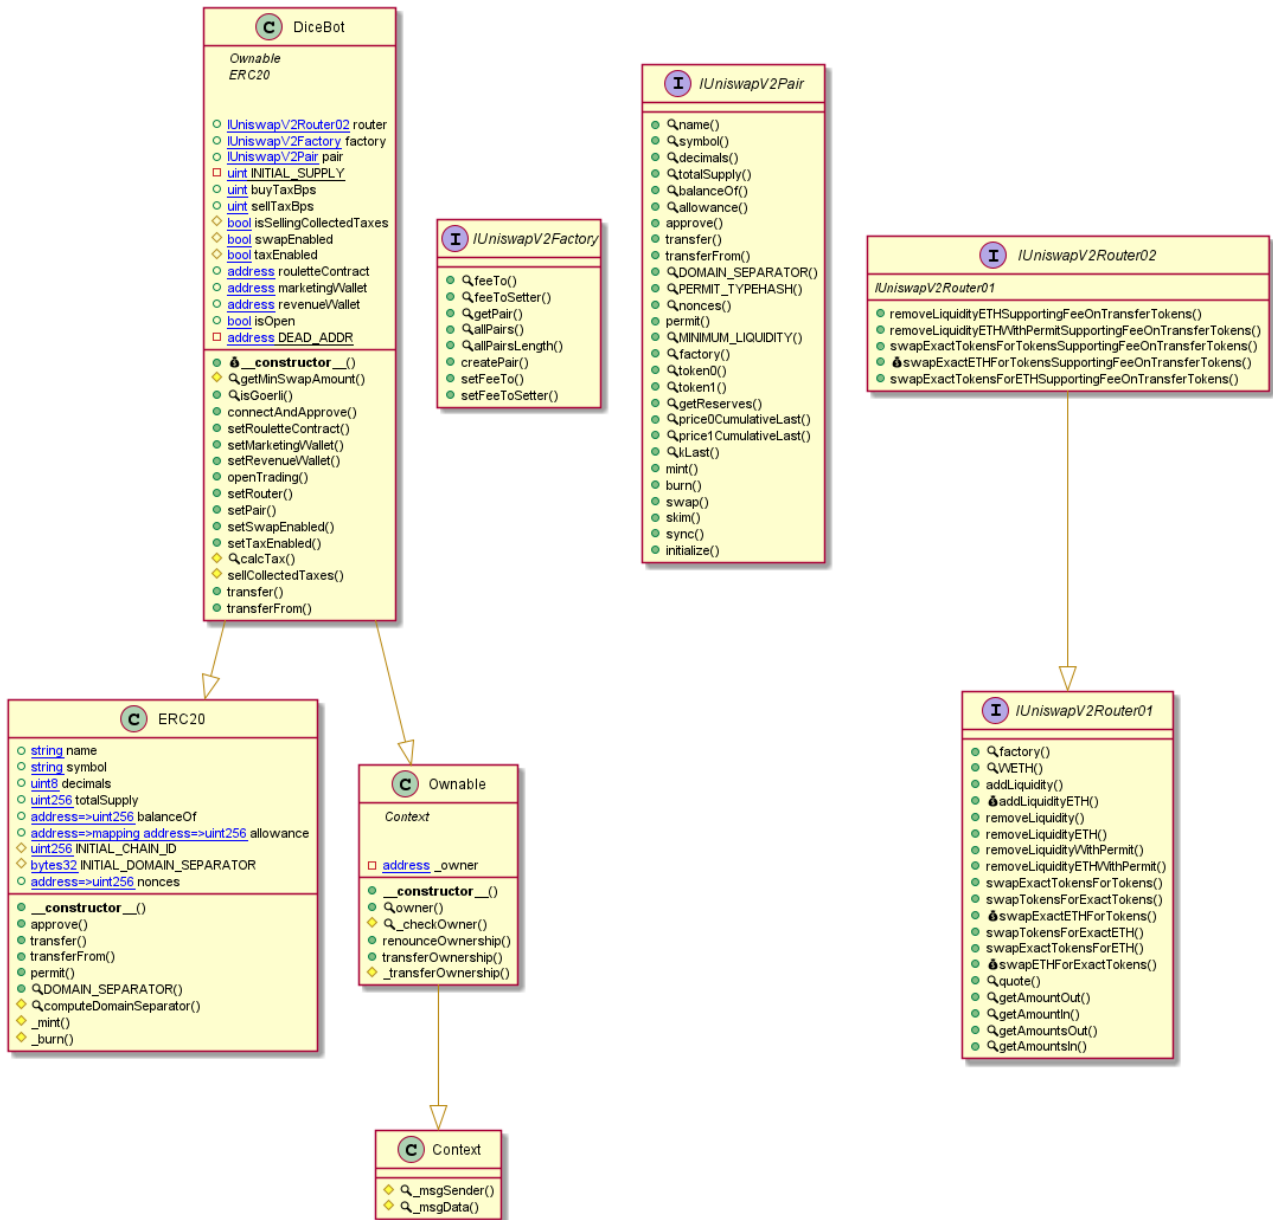 C DiceBot
Ownable
ERC20
IUniswapV2Router02 router
IUniswapV2Factory factory
IUniswapV2Pair pair
uint INITIAL_SUPPLY
uint buyTaxBps
uint sellTaxBps
bool isSellingCollectedTaxes
bool swapEnabled
bool taxEnabled
address rouletteContract
address marketingWallet
address revenueWallet
bool isOpen
address DEAD_ADDR
__constructor__()
getMinSwapAmount()
isGoerli()
connectAndApprove()
setRouletteContract()
setMarketingWallet()
setRevenueWallet()
openTrading()
setRouter()
setPair()
setSwapEnabled()
setTaxEnabled()
calcTax()
sellCollectedTaxes()
transfer()
transferFrom()
I IUniswapV2Factory
feeTo()
feeToSetter()
getPair()
allPairs()
allPairsLength()
createPair()
setFeeTo()
setFeeToSetter()
I IUniswapV2Pair
name()
symbol()
decimals()
totalSupply()
balanceOf()
allowance()
approve()
transfer()
transferFrom()
DOMAIN_SEPARATOR()
PERMIT_TYPEHASH()
nonces()
permit()
MINIMUM_LIQUIDITY()
factory()
token0()
token1()
getReserves()
price0CumulativeLast()
price1CumulativeLast()
kLast()
mint()
burn()
swap()
skim()
sync()
initialize()
I IUniswapV2Router02
IUniswapV2Router01
removeLiquidityETHSupportingFeeOnTransferTokens()
removeLiquidityETHWithPermitSupportingFeeOnTransferTokens()
swapExactTokensForTokensSupportingFeeOnTransferTokens()
swapExactETHForTokensSupportingFeeOnTransferTokens()
swapExactTokensForETHSupportingFeeOnTransferTokens()
C ERC20
string name
string symbol
uint8 decimals
uint256 totalSupply
address=>uint256 balanceOf
address=>mapping address=>uint256 allowance
uint256 INITIAL_CHAIN_ID
bytes32 INITIAL_DOMAIN_SEPARATOR
address=>uint256 nonces
__constructor__()
approve()
transfer()
transferFrom()
permit()
DOMAIN_SEPARATOR()
computeDomainSeparator()
_mint()
_burn()
C Ownable
Context
address _owner
__constructor__()
owner()
_checkOwner()
renounceOwnership()
transferOwnership()
_transferOwnership()
I IUniswapV2Router01
factory()
WETH()
addLiquidity()
addLiquidityETH()
removeLiquidity()
removeLiquidityETH()
removeLiquidityWithPermit()
removeLiquidityETHWithPermit()
swapExactTokensForTokens()
swapTokensForExactTokens()
swapExactETHForTokens()
swapTokensForExactETH()
swapExactTokensForETH()
swapETHForExactTokens()
quote()
getAmountOut()
getAmountIn()
getAmountsOut()
getAmountsIn()
C Context
_msgSender()
_msgData()